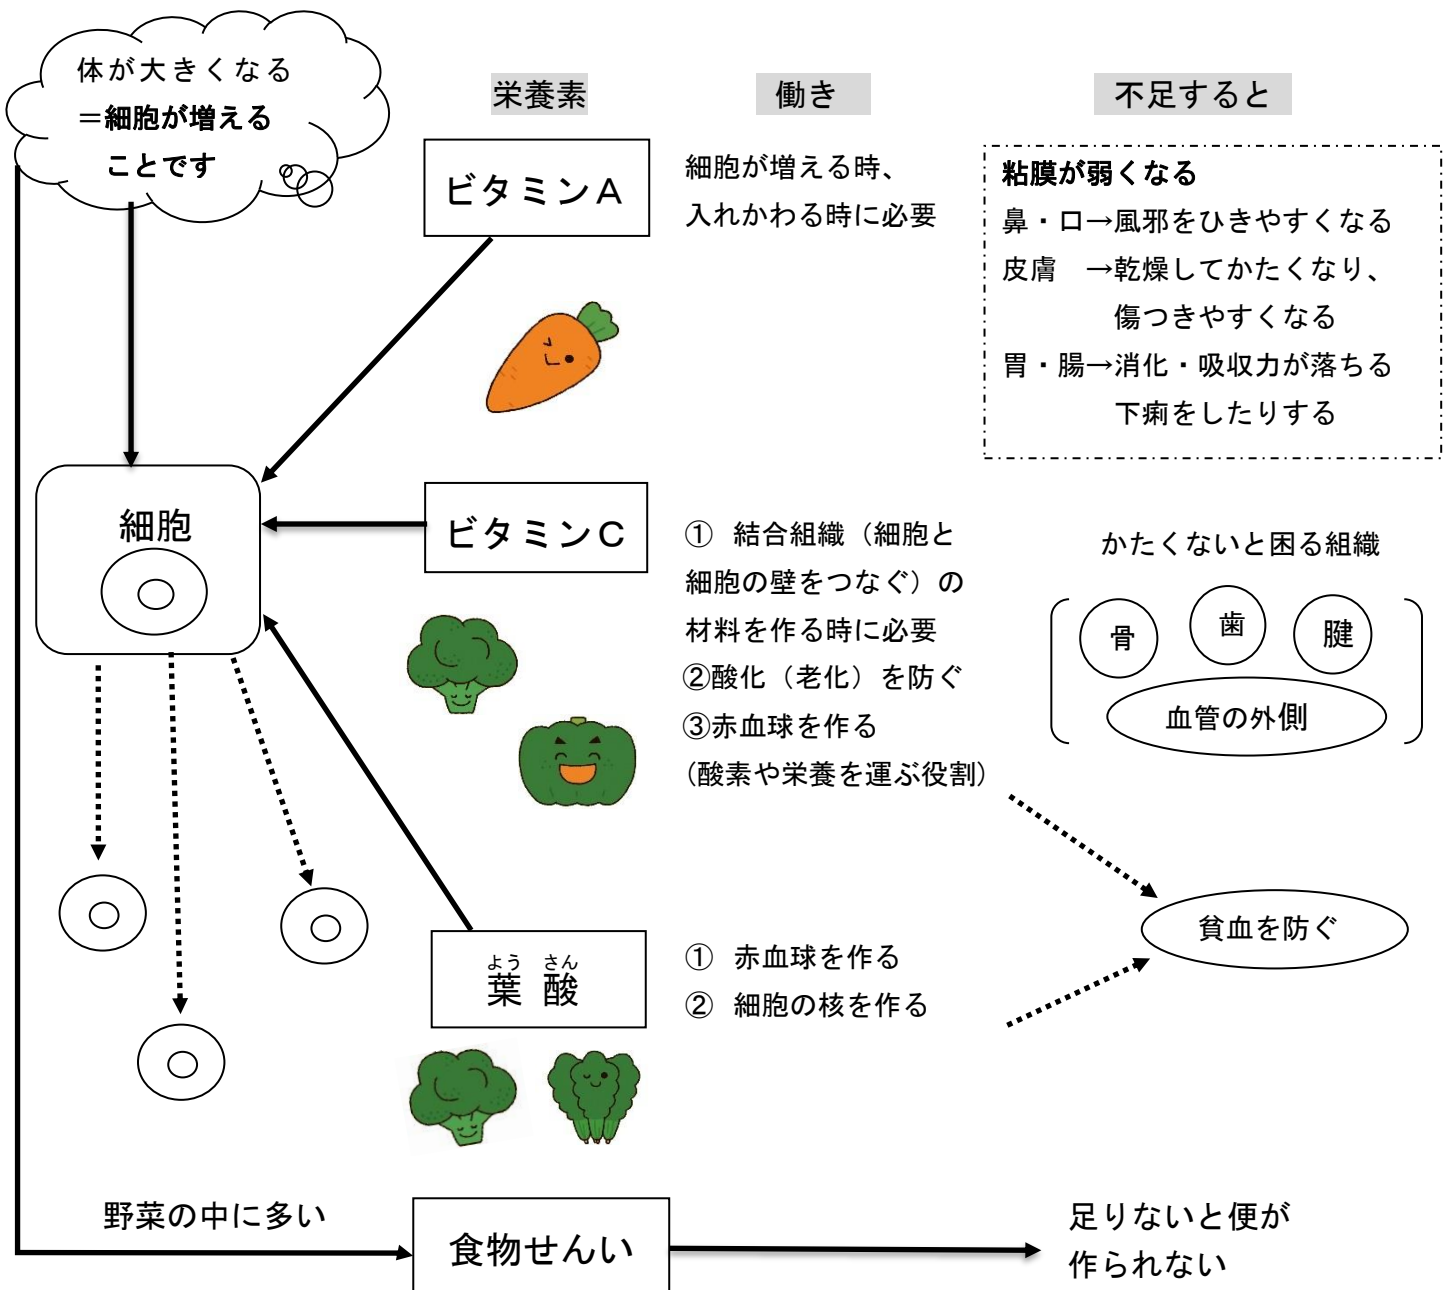 体が大きくなる
＝細胞が増える
ことです
栄養素
働き
不足すると
ビタミンＡ
細胞が増える時、
入れかわる時に必要
粘膜が弱くなる
鼻・口→風邪をひきやすくなる
皮膚　→乾燥してかたくなり、
傷つきやすくなる
胃・腸→消化・吸収力が落ちる
下痢をしたりする
細胞
ビタミンＣ
① 結合組織（細胞と
細胞の壁をつなぐ）の
材料を作る時に必要
②酸化（老化）を防ぐ
③赤血球を作る
(酸素や栄養を運ぶ役割)
かたくないと困る組織
骨
歯
腱
血管の外側
貧血を防ぐ
よう さん
葉 酸
① 赤血球を作る
② 細胞の核を作る
野菜の中に多い
食物せんい
足りないと便が
作られない